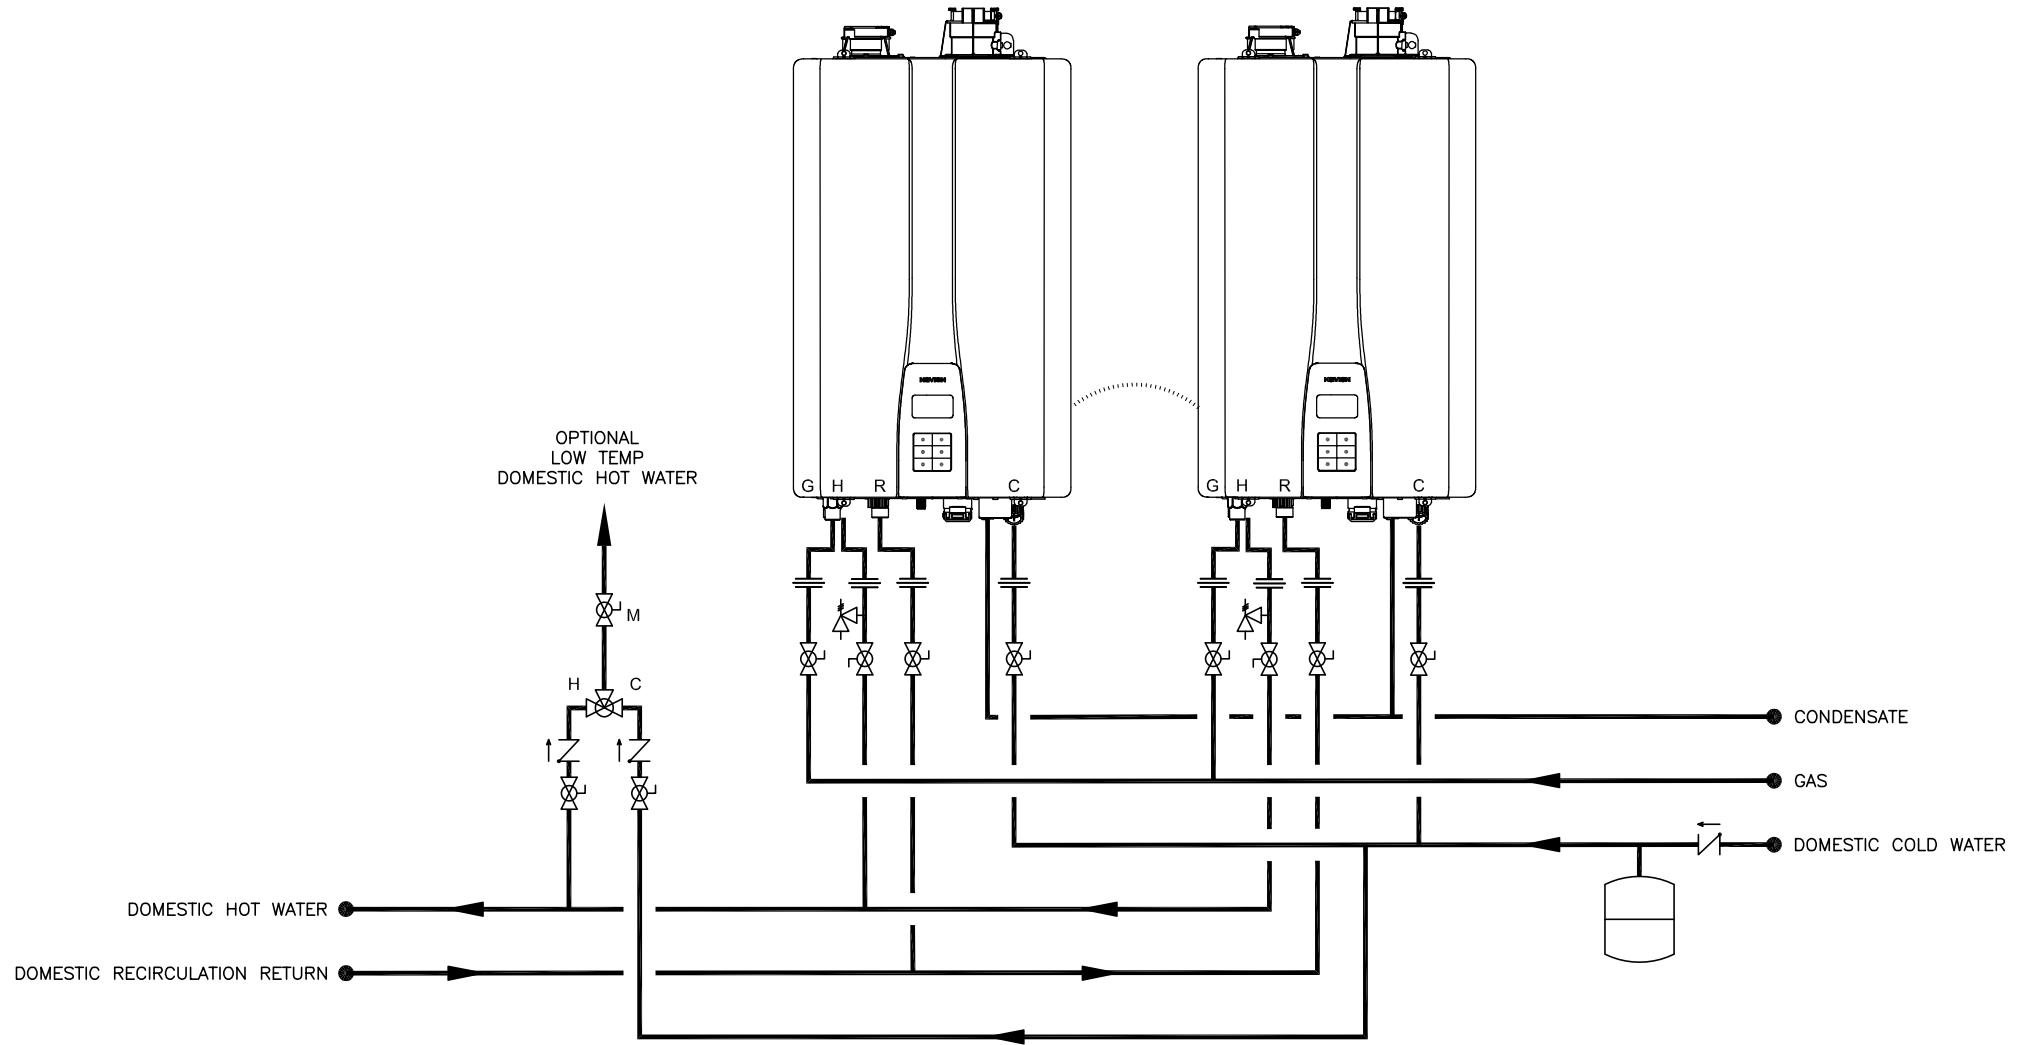 OPTIONAL
LOW TEMP
DOMESTIC HOT WATER
G H R C
G H R C
M
H C
CONDENSATE
GAS
DOMESTIC COLD WATER
DOMESTIC HOT WATER
DOMESTIC RECIRCULATION RETURN